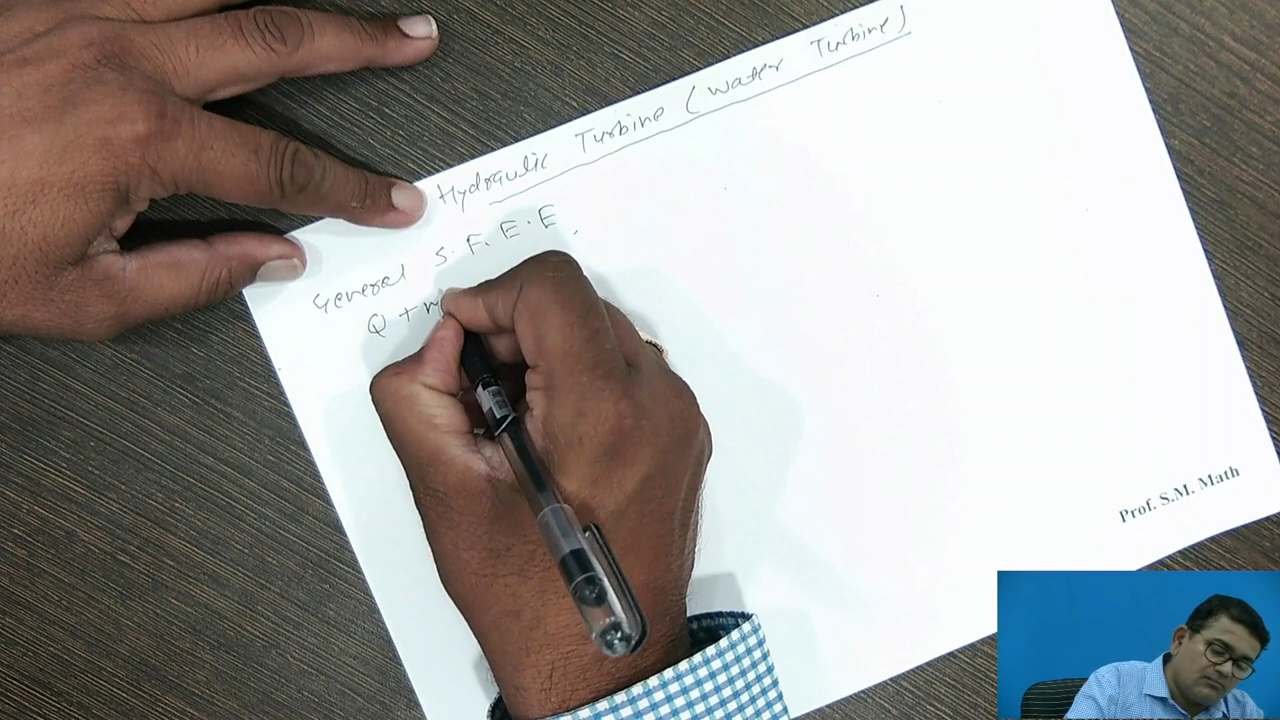 Hydraulic Turbine (Water Turbine)
General S.F.E.E.
Q + m
Prof. S.M. Math